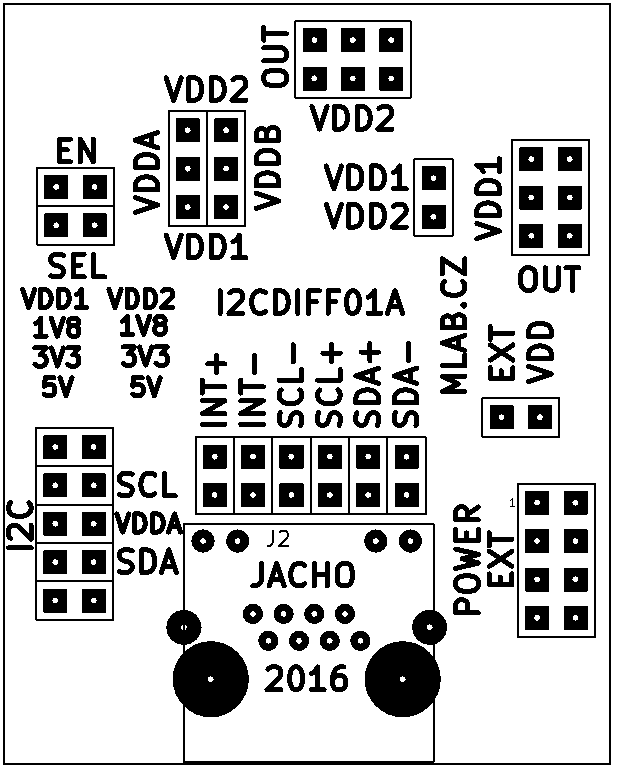 OUT
VDD2
VDD2
EN
VDDA
VDDB
VDD1
VDD2
VDD1
VDD1
SEL
OUT
VDD1 VDD2
1V8 1V8
3V3 3V3
5V 5V
I2CDIFF01A
MLAB.CZ
EXT
VDD
INT+
INT-
SCL-
SCL+
SDA+
SDA-
I2C
SCL
VDDA
SDA
1
POWER
EXT
J2
JACHO
2016